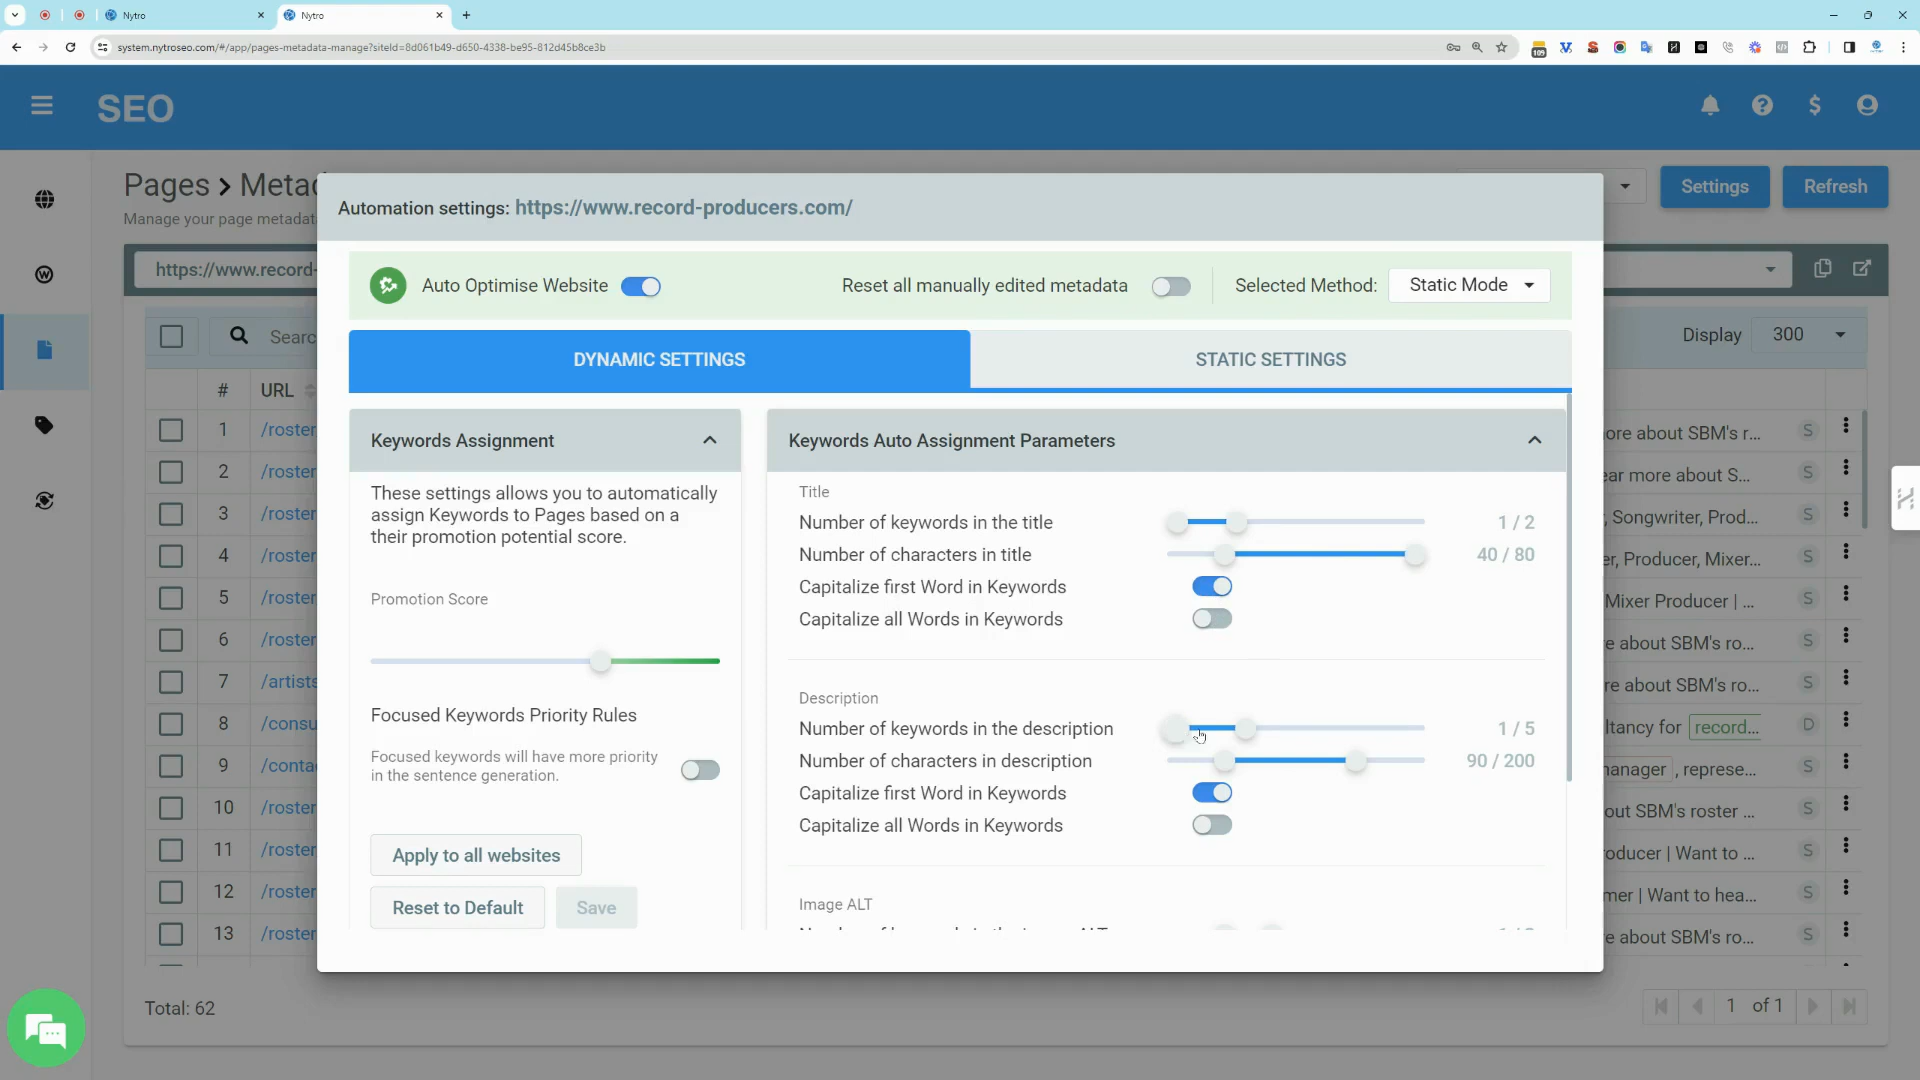 Nytro
Nytro
system.nytroseo.com/#/app/pages-metadata-manage?siteId=8d061b49-d650-4338-be95-812d45b8ce3b
109
SEO
Pages > Metad
Settings
Refresh
Manage your page metadat
Automation settings: https://www.record-producers.com/
https://www.record-
Auto Optimise Website
Reset all manually edited metadata
Selected Method:
Static Mode
Searc
Display
300
DYNAMIC SETTINGS
STATIC SETTINGS
# URL
Keywords Assignment
These settings allows you to automatically
assign Keywords to Pages based on a
their promotion potential score.
Promotion Score
Focused Keywords Priority Rules
Focused keywords will have more priority
in the sentence generation.
Apply to all websites
Reset to Default
Save
Keywords Auto Assignment Parameters
Title
Number of keywords in the title 1 / 2
Number of characters in title 40 / 80
Capitalize first Word in Keywords
Capitalize all Words in Keywords
Description
Number of keywords in the description 1 / 5
Number of characters in description 90 / 200
Capitalize first Word in Keywords
Capitalize all Words in Keywords
Image ALT
1 /roster ore about SBM's r... S
2 /roster ear more about S... S
3 /roster , Songwriter, Prod... S
4 /roster er, Producer, Mixer... S
5 /roster Mixer Producer | ... S
6 /roster re about SBM's ro... S
7 /artists re about SBM's ro... S
8 /consu ltancy for record... D
9 /conta nanager , represe... S
10 /roster out SBM's roster ... S
11 /roster oducer | Want to ... S
12 /roster mer | Want to hea... S
13 /roster e about SBM's ro... S
Total: 62
1 of 1